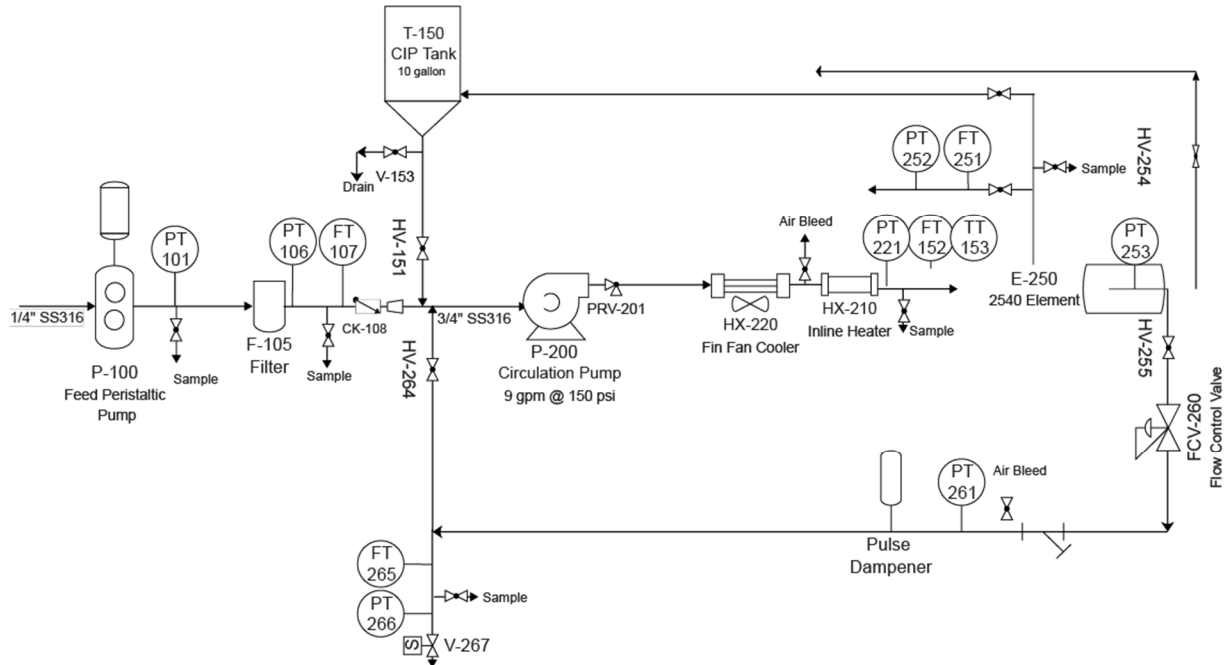 T-150
CIP Tank
10 gallon
PT
252
FT
251
Sample
HV-254
Drain
V-153
HV-151
PT
101
PT
106
FT
107
Air Bleed
PT
221
FT
152
TT
153
PT
253
E-250
2540 Element
1/4" SS316
CK-108
3/4" SS316
PRV-201
HX-220
Fin Fan Cooler
HX-210
Inline Heater
Sample
HV-255
P-100
Feed Peristaltic
Pump
Sample
F-105
Filter
Sample
HV-264
P-200
Circulation Pump
9 gpm @ 150 psi
FCV-260
Flow Control Valve
PT
261
Air Bleed
Pulse
Dampener
FT
265
PT
266
Sample
S
V-267